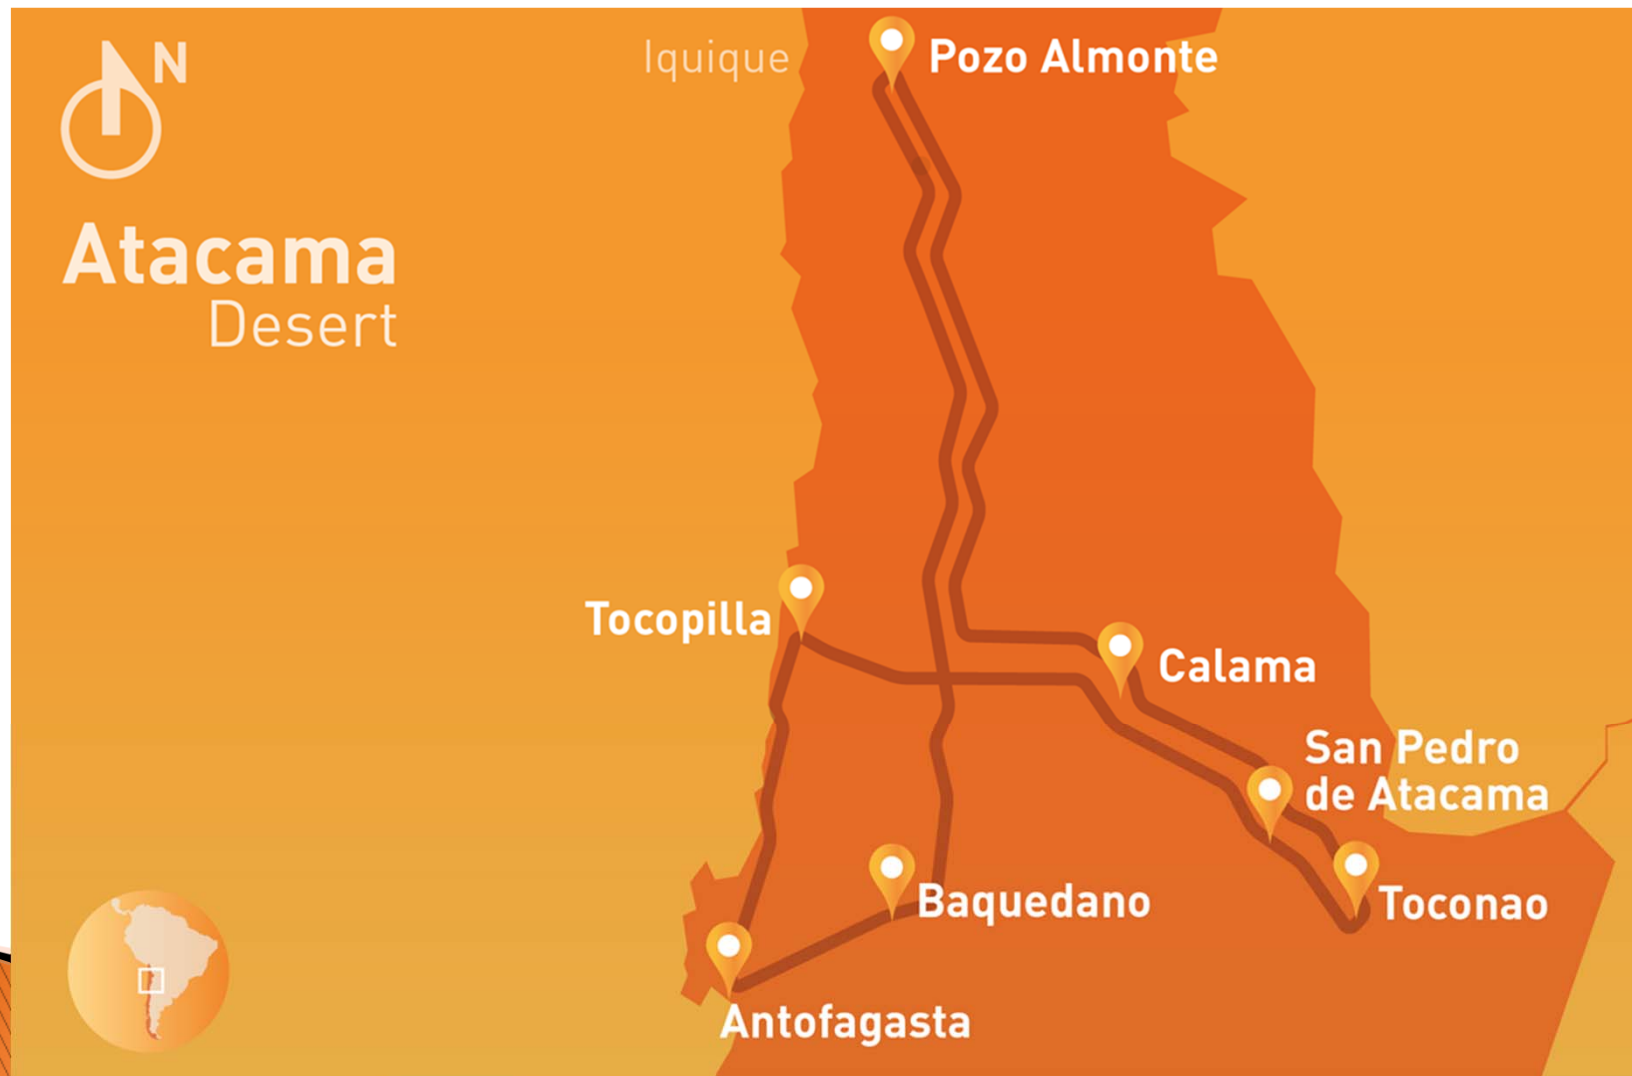 N
Iquique
Pozo Almonte
Atacama
Desert
Tocopilla
Calama
San Pedro
de Atacama
Baquedano
Toconao
Antofagasta